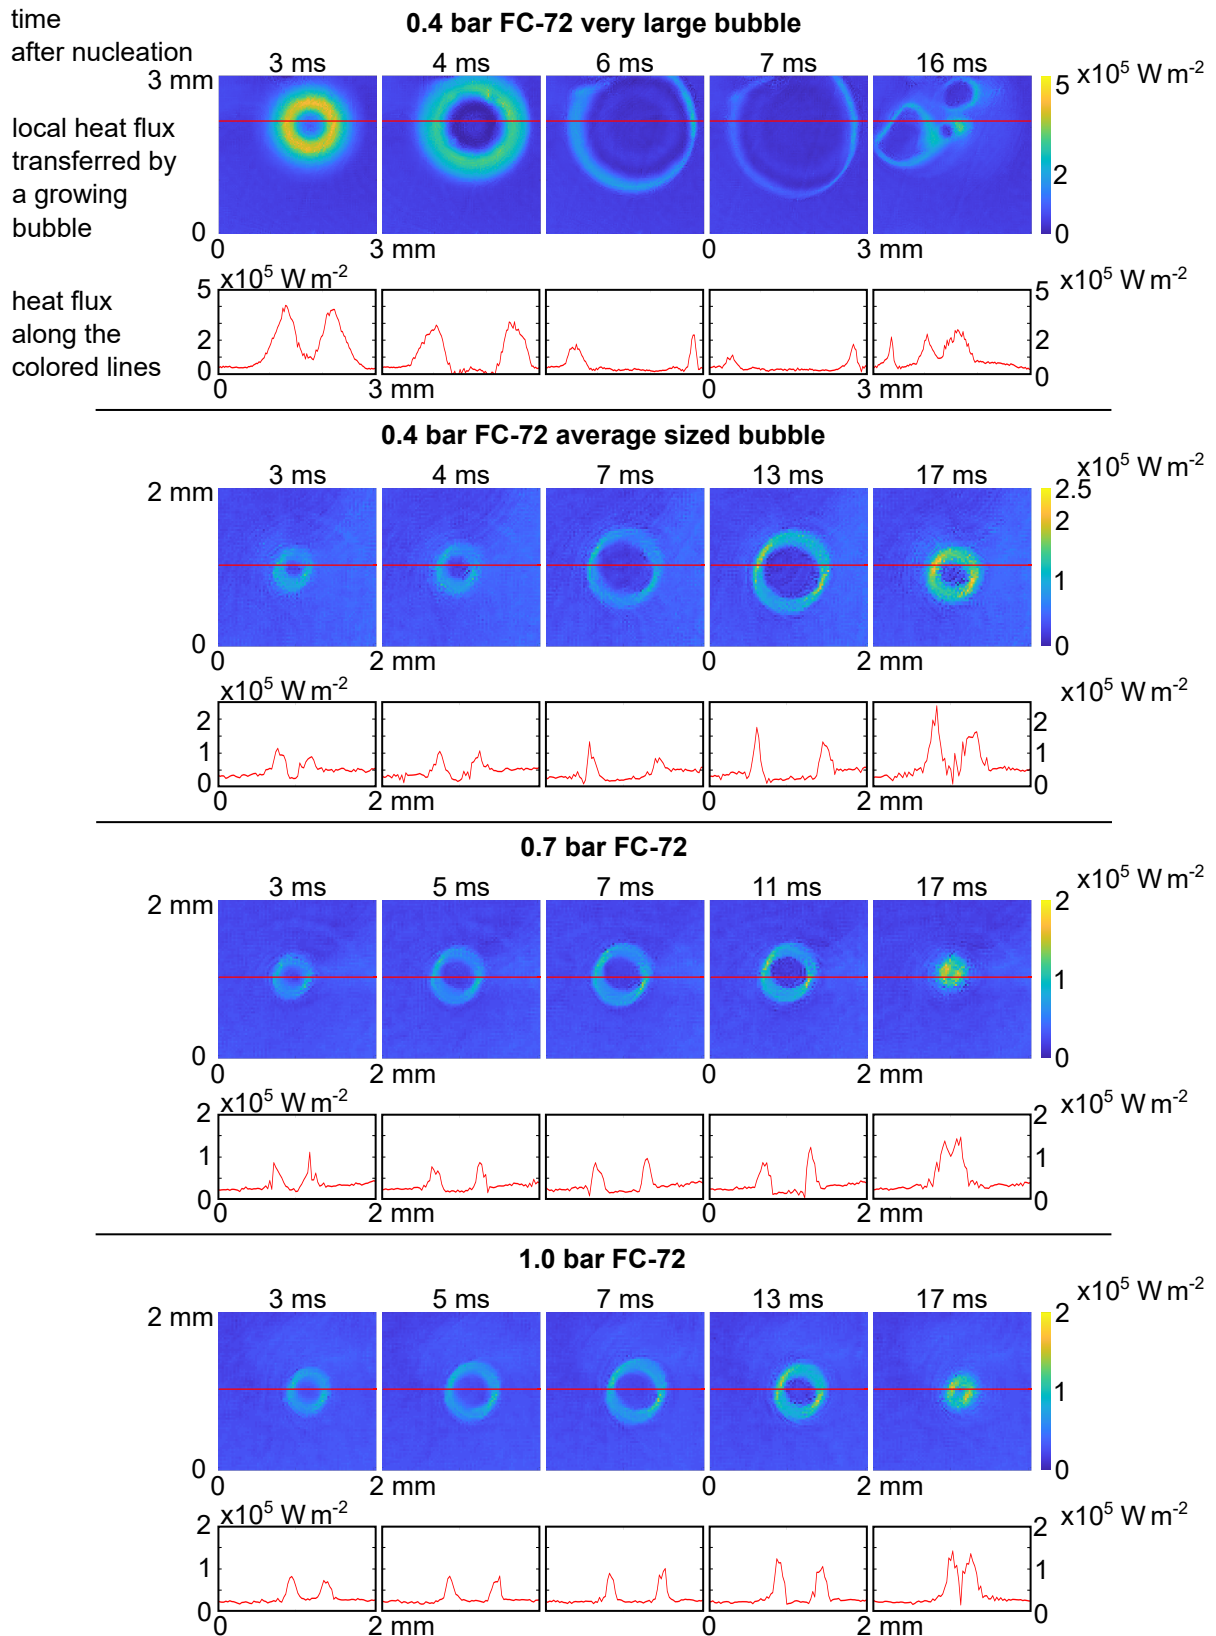 time
after nucleation
0.4 bar FC-72 very large bubble
3 ms 4 ms 6 ms 7 ms 16 ms
3 mm
x10⁵ W m⁻²
5
2
0
local heat flux
transferred by
a growing
bubble
0
0 3 mm 0 3 mm
heat flux
along the
colored lines
x10⁵ W m⁻² x10⁵ W m⁻²
5 5
2 2
0 0
0 3 mm 0 3 mm
0.4 bar FC-72 average sized bubble
3 ms 4 ms 7 ms 13 ms 17 ms
x10⁵ W m⁻²
2 mm 2.5
2
1
0 0
0 2 mm 0 2 mm
x10⁵ W m⁻² x10⁵ W m⁻²
2 2
1 1
0 0
0 2 mm 0 2 mm
0.7 bar FC-72
3 ms 5 ms 7 ms 11 ms 17 ms
x10⁵ W m⁻²
2 mm 2
1
0 0
0 2 mm 0 2 mm
x10⁵ W m⁻² x10⁵ W m⁻²
2 2
1 1
0 0
0 2 mm 0 2 mm
1.0 bar FC-72
3 ms 5 ms 7 ms 13 ms 17 ms
x10⁵ W m⁻²
2 mm 2
1
0 0
0 2 mm 0 2 mm
x10⁵ W m⁻² x10⁵ W m⁻²
2 2
1 1
0 0
0 2 mm 0 2 mm